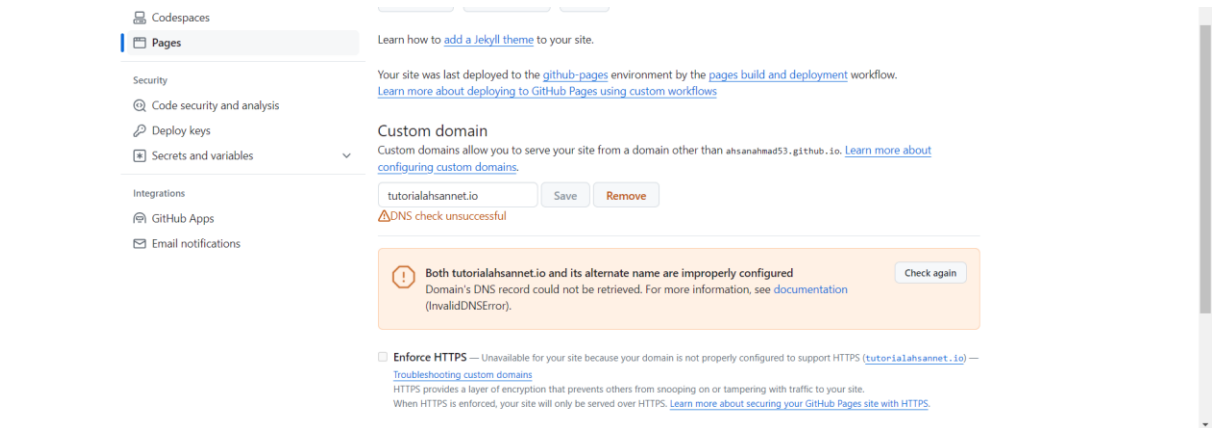 Codespaces
Pages
Security
Code security and analysis
Deploy keys
Secrets and variables
Integrations
GitHub Apps
Email notifications
Learn how to add a Jekyll theme to your site.
Your site was last deployed to the github-pages environment by the pages build and deployment workflow.
Learn more about deploying to GitHub Pages using custom workflows
Custom domain
Custom domains allow you to serve your site from a domain other than ahsanahmad53.github.io. Learn more about
configuring custom domains.
tutorialahsannet.io Save Remove
DNS check unsuccessful
Both tutorialahsannet.io and its alternate name are improperly configured Check again
Domain's DNS record could not be retrieved. For more information, see documentation
(InvalidDNSError).
Enforce HTTPS — Unavailable for your site because your domain is not properly configured to support HTTPS (tutorialahsannet.io) —
Troubleshooting custom domains
HTTPS provides a layer of encryption that prevents others from snooping on or tampering with traffic to your site.
When HTTPS is enforced, your site will only be served over HTTPS. Learn more about securing your GitHub Pages site with HTTPS.